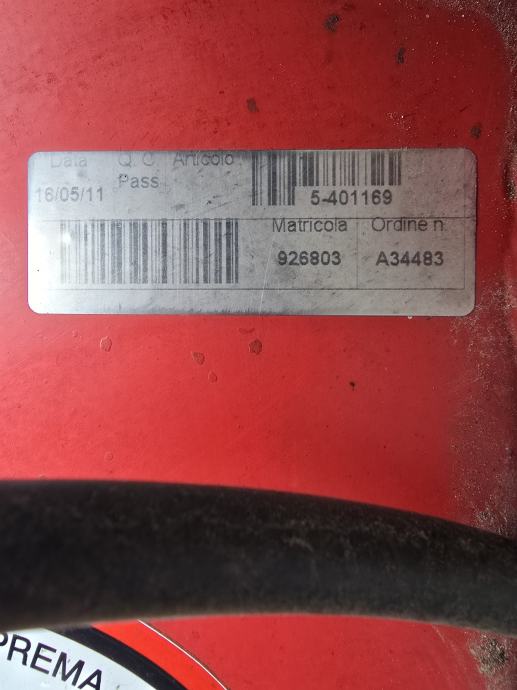 Data Q. C. Articolo
Pass
16/05/11
5-401169
Matricola Ordine n
926803 A34483
PREMA